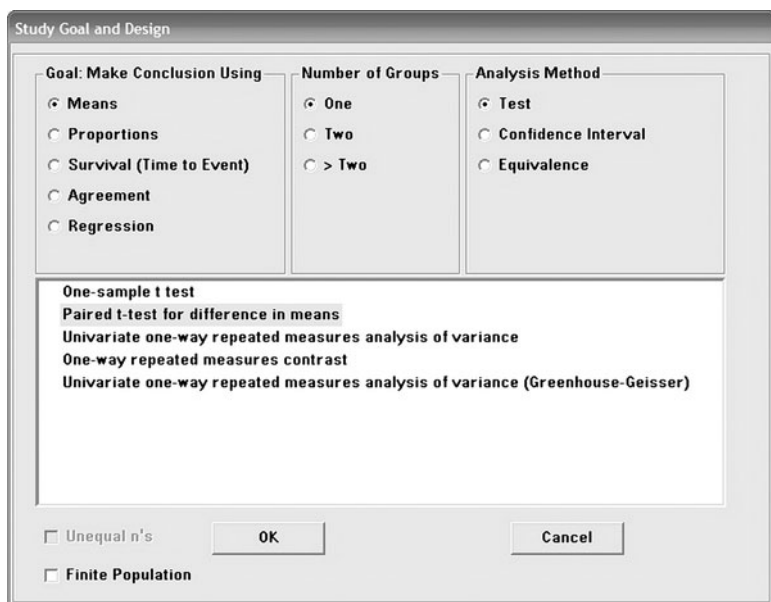 Study Goal and Design
Goal: Make Conclusion Using
Means
Proportions
Survival (Time to Event)
Agreement
Regression
Number of Groups
One
Two
> Two
Analysis Method
Test
Confidence Interval
Equivalence
One-sample t test
Paired t-test for difference in means
Univariate one-way repeated measures analysis of variance
One-way repeated measures contrast
Univariate one-way repeated measures analysis of variance (Greenhouse-Geisser)
Unequal n's
OK
Cancel
Finite Population